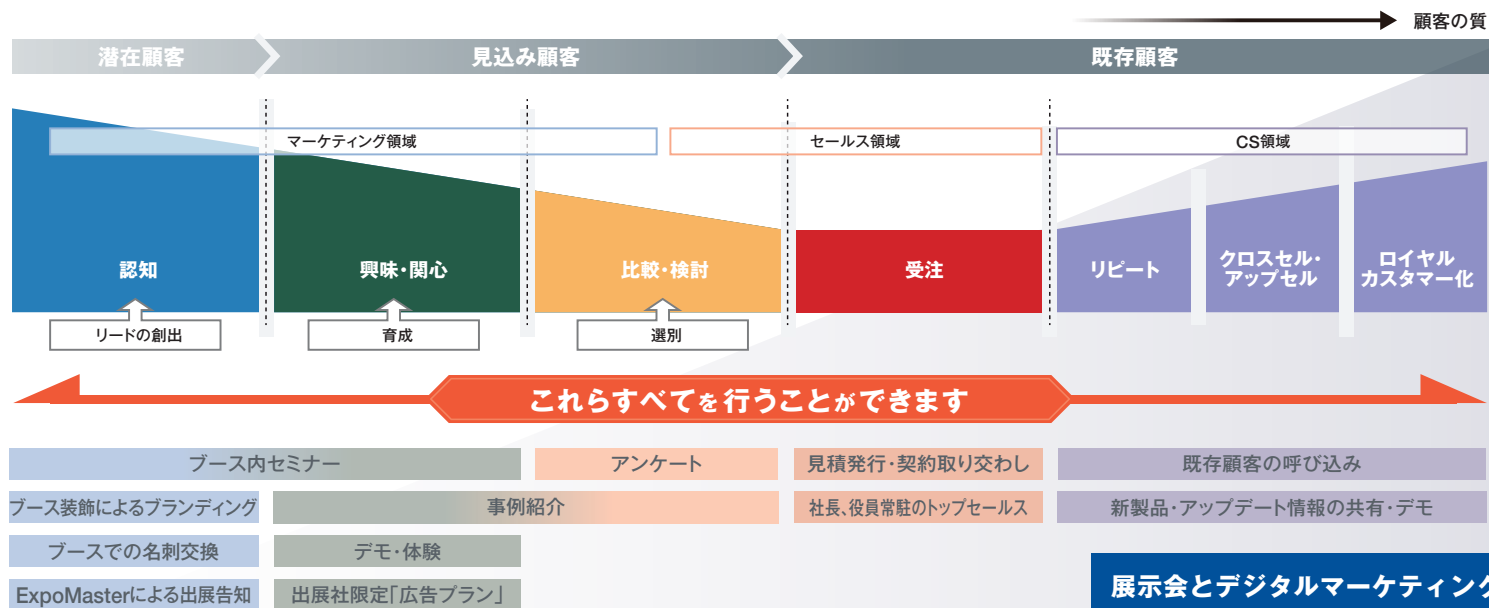 顧客の質
潜在顧客
見込み顧客
既存顧客
マーケティング領域
セールス領域
CS領域
認知
興味・関心
比較・検討
受注
リピート
クロスセル・
アップセル
ロイヤル
カスタマー化
リードの創出
育成
選別
これらすべてを行うことができます
ブース内セミナー
アンケート
見積発行・契約取り交わし
既存顧客の呼び込み
ブース装飾によるブランディング
事例紹介
社長、役員常駐のトップセールス
新製品・アップデート情報の共有・デモ
ブースでの名刺交換
デモ・体験
ExpoMasterによる出展告知
出展社限定「広告プラン」
展示会とデジタルマーケティング